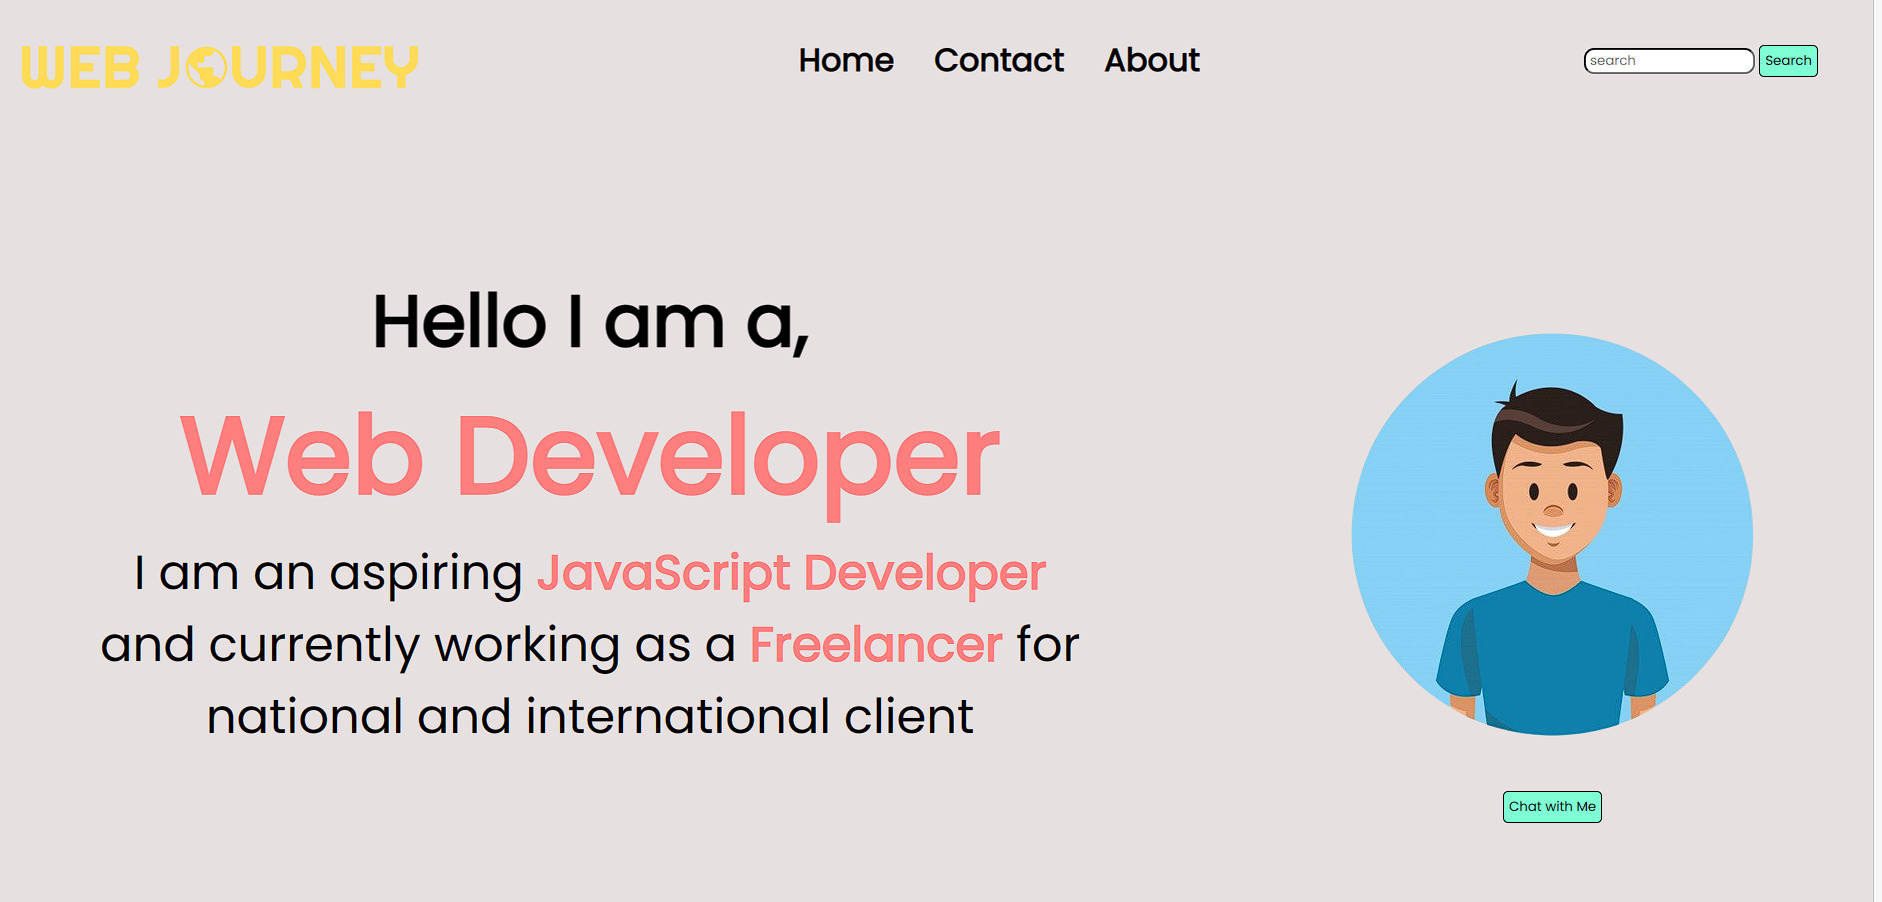 WEB JOURNEY
Home Contact About
search Search
Hello I am a,
Web Developer
I am an aspiring JavaScript Developer
and currently working as a Freelancer for
national and international client
Chat with Me